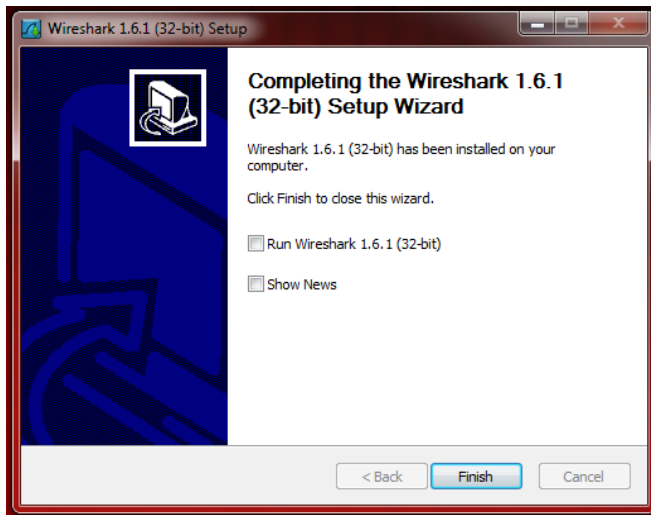 Wireshark 1.6.1 (32-bit) Setup
Completing the Wireshark 1.6.1
(32-bit) Setup Wizard
Wireshark 1.6.1 (32-bit) has been installed on your
computer.
Click Finish to close this wizard.
Run Wireshark 1.6.1 (32-bit)
Show News
< Back Finish Cancel